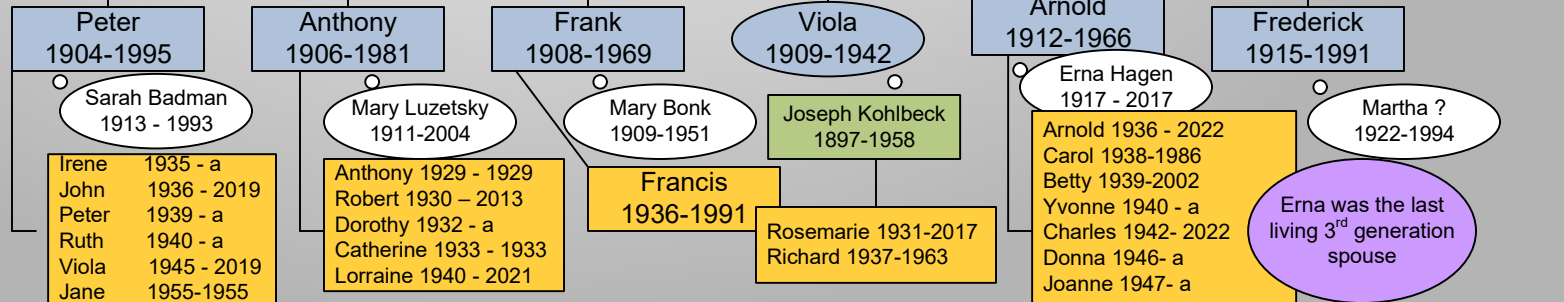 Peter
1904-1995
Anthony
1906-1981
Frank
1908-1969
Viola
1909-1942
Arnold
1912-1966
Frederick
1915-1991
Sarah Badman
1913 - 1993
Mary Luzetsky
1911-2004
Mary Bonk
1909-1951
Joseph Kohlbeck
1897-1958
Erna Hagen
1917 - 2017
Martha ?
1922-1994
Irene 1935 - a
John 1936 - 2019
Peter 1939 - a
Ruth 1940 - a
Viola 1945 - 2019
Jane 1955-1955
Anthony 1929 - 1929
Robert 1930 – 2013
Dorothy 1932 - a
Catherine 1933 - 1933
Lorraine 1940 - 2021
Francis
1936-1991
Rosemarie 1931-2017
Richard 1937-1963
Arnold 1936 - 2022
Carol 1938-1986
Betty 1939-2002
Yvonne 1940 - a
Charles 1942- 2022
Donna 1946- a
Joanne 1947- a
Erna was the last
living 3rd generation
spouse